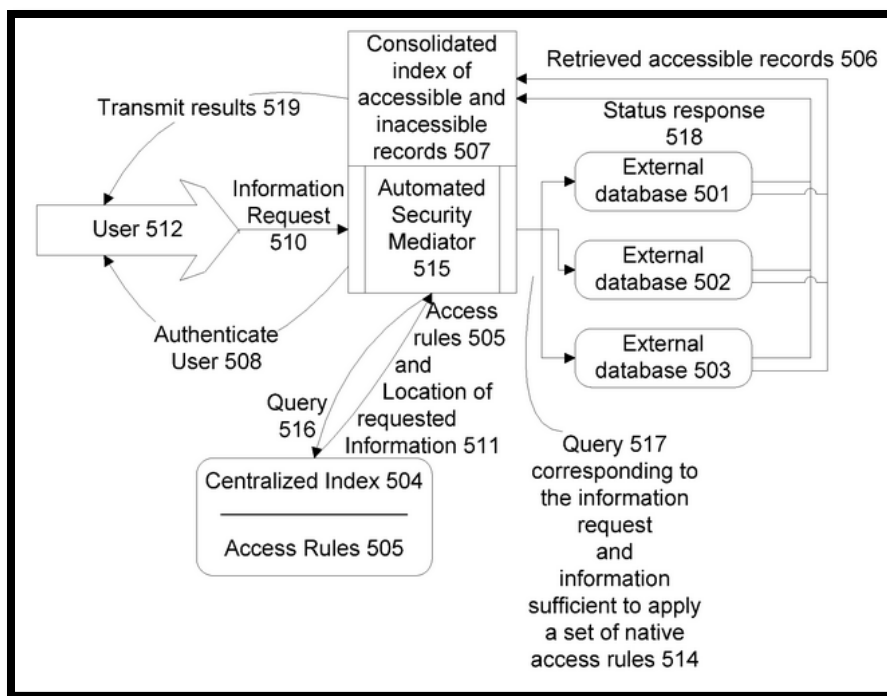 Consolidated
index of
accessible and
inacessible
records 507
Retrieved accessible records 506
Transmit results 519
Status response
518
External
database 501
Information
Request
510
Automated
Security
Mediator
515
User 512
External
database 502
Authenticate
User 508
Access
rules 505
and
Location of
requested
Information 511
External
database 503
Query
516
Centralized Index 504
Access Rules 505
Query 517
corresponding to
the information
request
and
information
sufficient to apply
a set of native
access rules 514